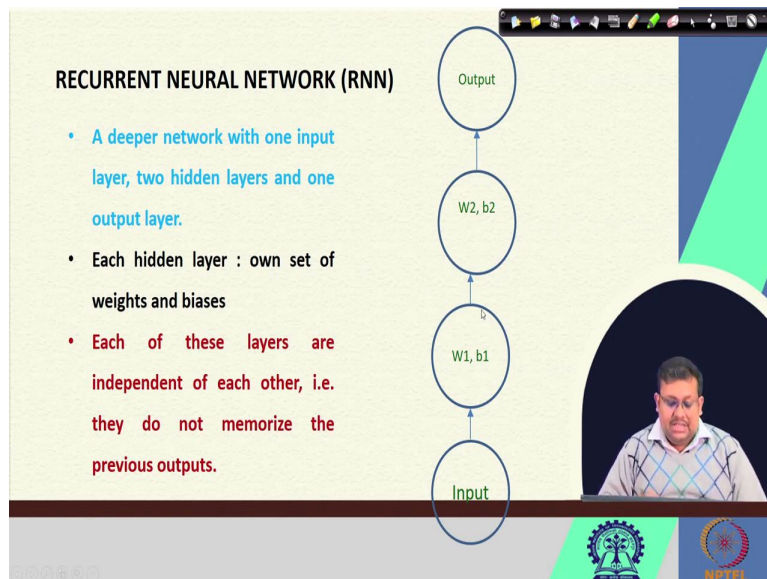 RECURRENT NEURAL NETWORK (RNN)
• A deeper network with one input
layer, two hidden layers and one
output layer.
• Each hidden layer : own set of
weights and biases
• Each of these layers are
independent of each other, i.e.
they do not memorize the
previous outputs.
Output
W2, b2
W1, b1
Input
NPTEL